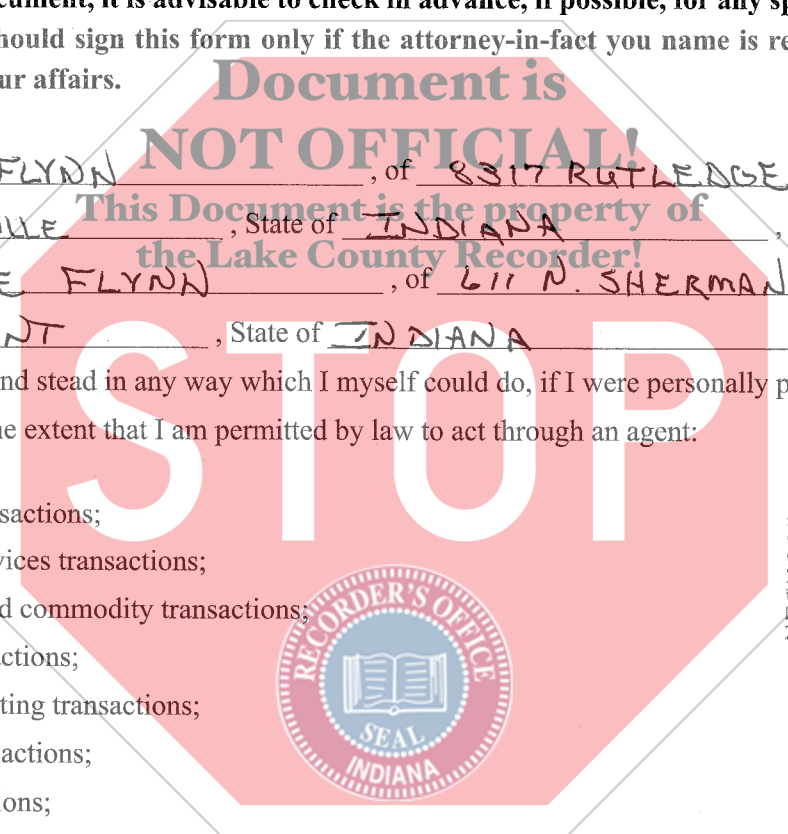 cument, it is advisable to check in advance, if possible, for any sp
hould sign this form only if the attorney-in-fact you name is re
ur affairs.
Document is
NOT OFFICIAL!
FLYNN , of 8317 RUTLEDGE
This Document is the property of
LLE , State of INDIANA ,
the Lake County Recorder!
E FLYNN , of 611 N. SHERMAN
NT , State of INDIANA
STOP
nd stead in any way which I myself could do, if I were personally p
e extent that I am permitted by law to act through an agent:
sactions;
vices transactions;
d commodity transactions;
ctions;
ting transactions;
sactions;
ions;
RECORDER'S OFFICE
SEAL
INDIANA